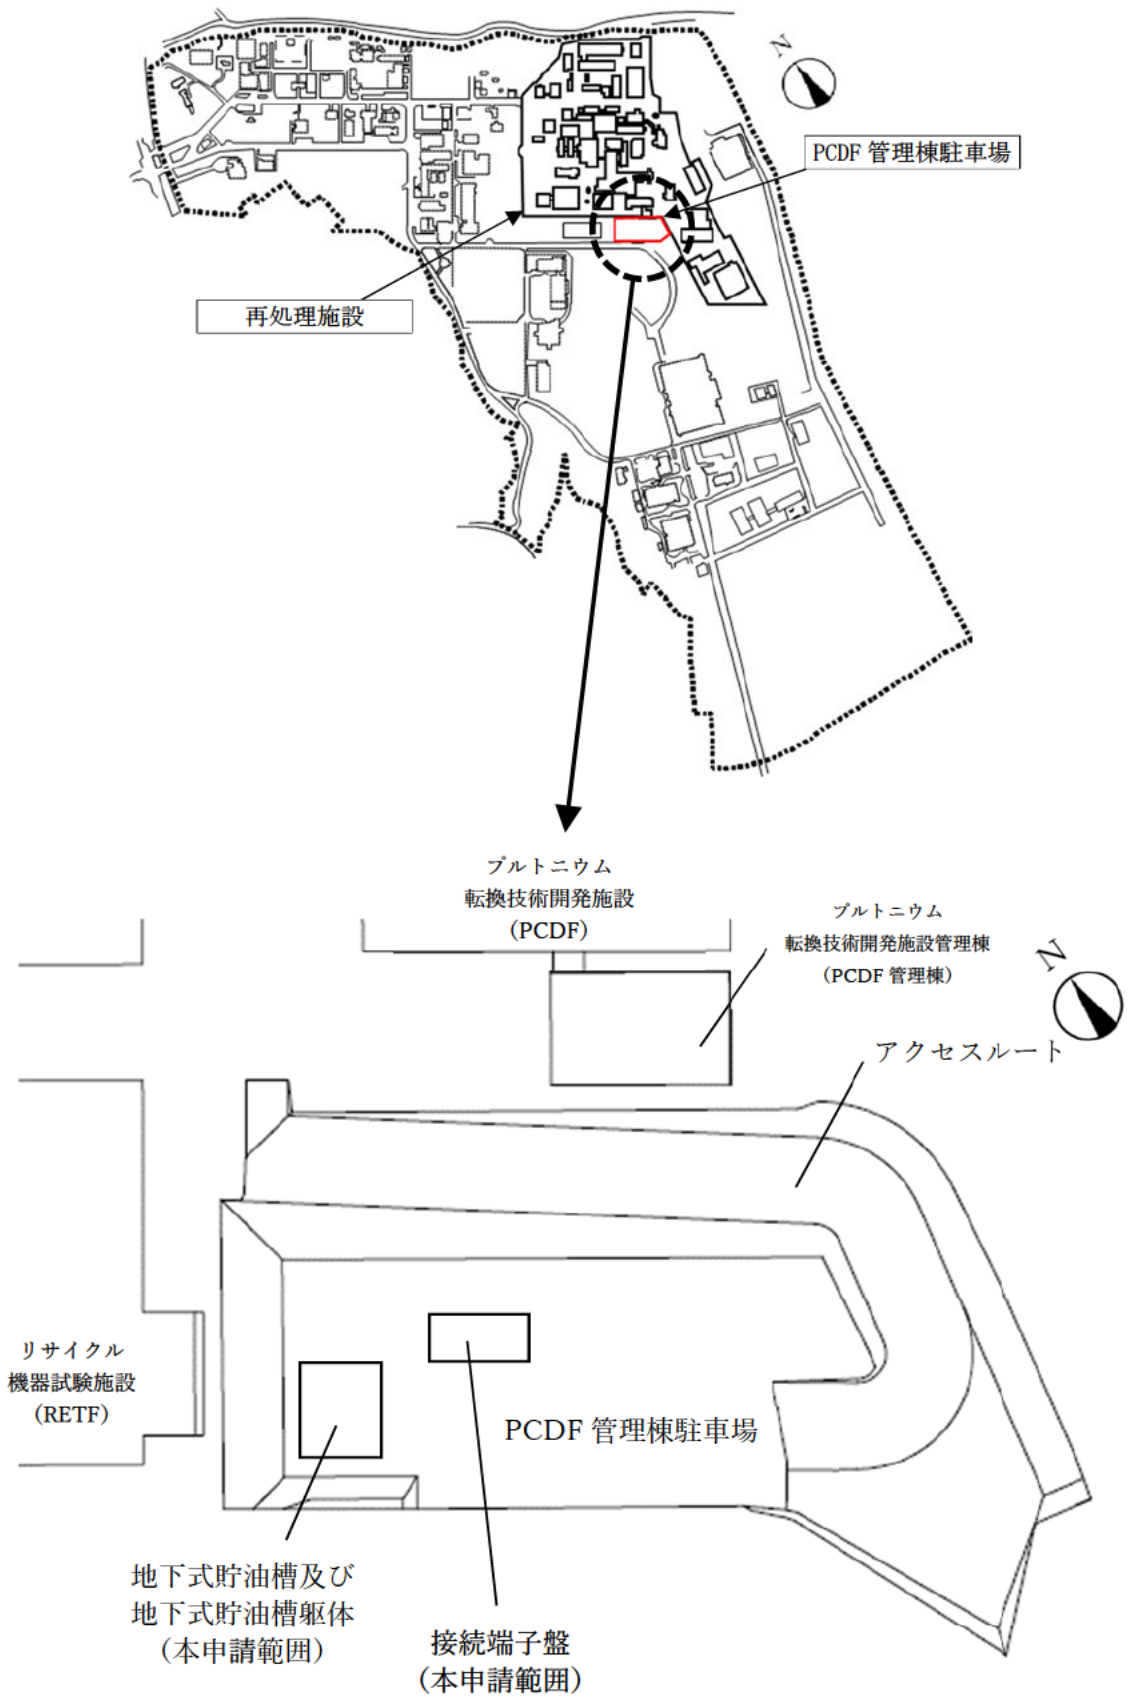 N
PCDF 管理棟駐車場
再処理施設
プルトニウム
転換技術開発施設
(PCDF)
プルトニウム
転換技術開発施設管理棟
(PCDF 管理棟)
N
アクセスルート
リサイクル
機器試験施設
(RETF)
PCDF 管理棟駐車場
地下式貯油槽及び
地下式貯油槽躯体
(本申請範囲)
接続端子盤
(本申請範囲)